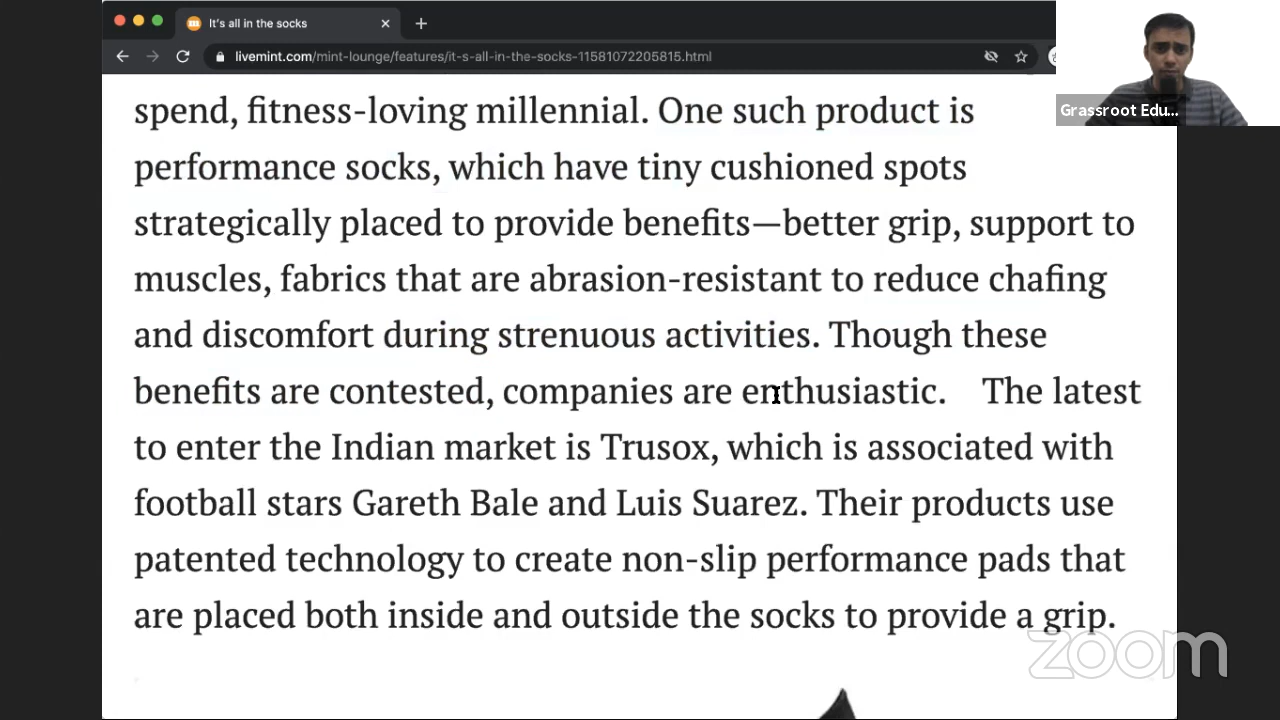 It's all in the socks
livemint.com/mint-lounge/features/it-s-all-in-the-socks-11581072205815.html
Grassroot Edu...
spend, fitness-loving millennial. One such product is
performance socks, which have tiny cushioned spots
strategically placed to provide benefits—better grip, support to
muscles, fabrics that are abrasion-resistant to reduce chafing
and discomfort during strenuous activities. Though these
benefits are contested, companies are enthusiastic. The latest
to enter the Indian market is Trusox, which is associated with
football stars Gareth Bale and Luis Suarez. Their products use
patented technology to create non-slip performance pads that
are placed both inside and outside the socks to provide a grip.
zoom